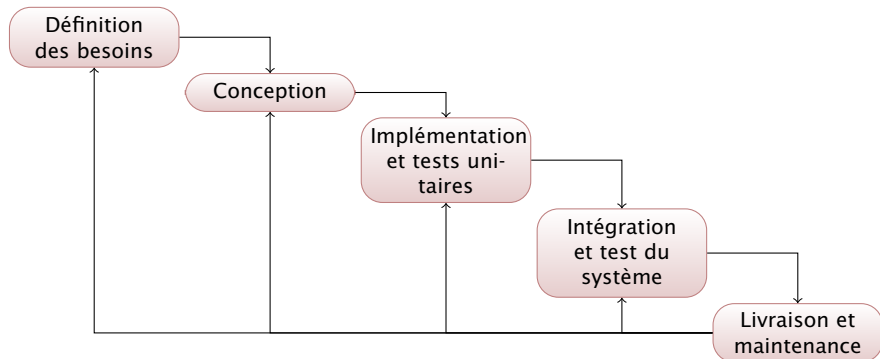 Définition
des besoins
Conception
Implémentation
et tests uni-
taires
Intégration
et test du
système
Livraison et
maintenance